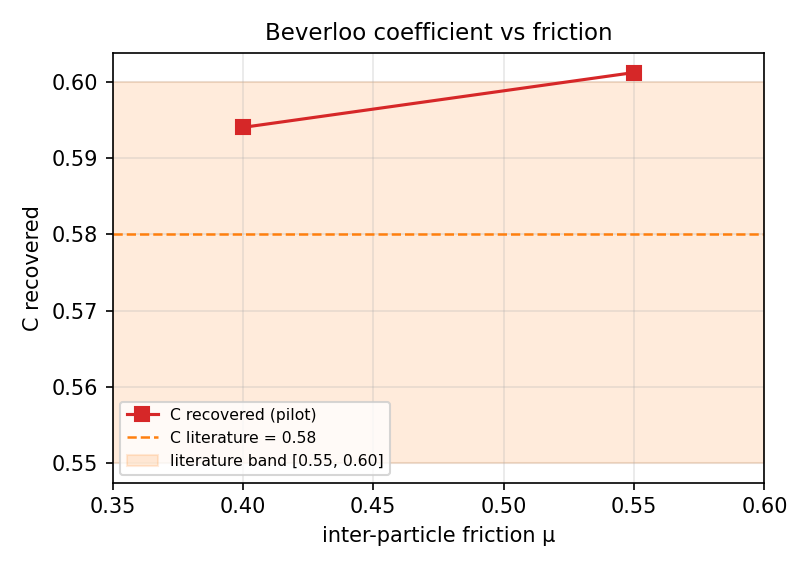 Beverloo coefficient vs friction
C recovered
0.60
0.59
0.58
0.57
0.56
0.55
C recovered (pilot)
C literature = 0.58
literature band [0.55, 0.60]
0.35
0.40
0.45
0.50
0.55
0.60
inter-particle friction μ